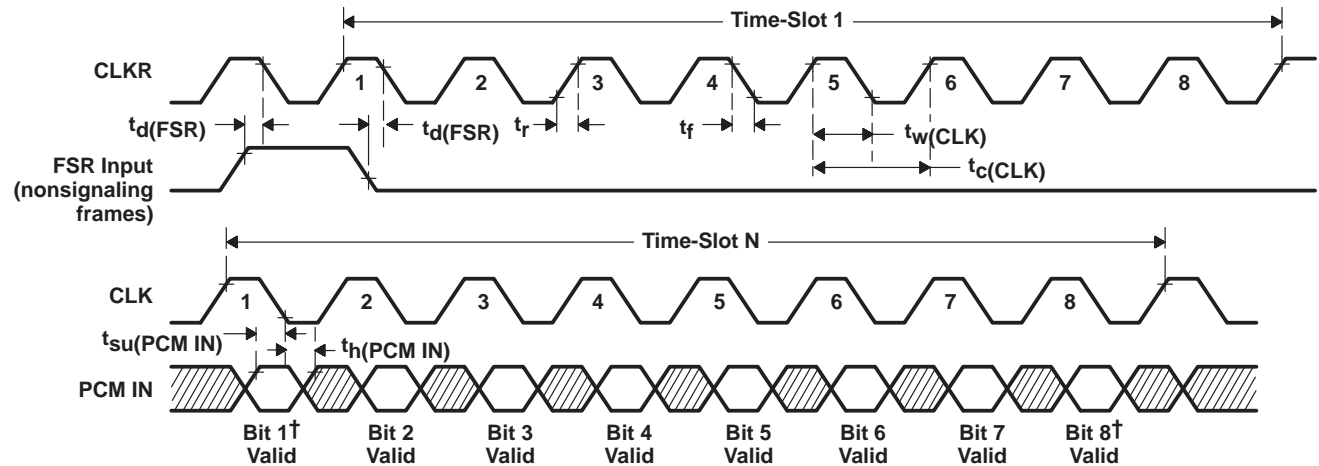 Time-Slot 1
CLKR
1 2 3 4 5 6 7 8
td(FSR) td(FSR) tr tf tw(CLK)
tc(CLK)
FSR Input
(nonsignaling
frames)
Time-Slot N
CLK
1 2 3 4 5 6 7 8
tsu(PCM IN) th(PCM IN)
PCM IN
Bit 1† Bit 2 Bit 3 Bit 4 Bit 5 Bit 6 Bit 7 Bit 8†
Valid Valid Valid Valid Valid Valid Valid Valid